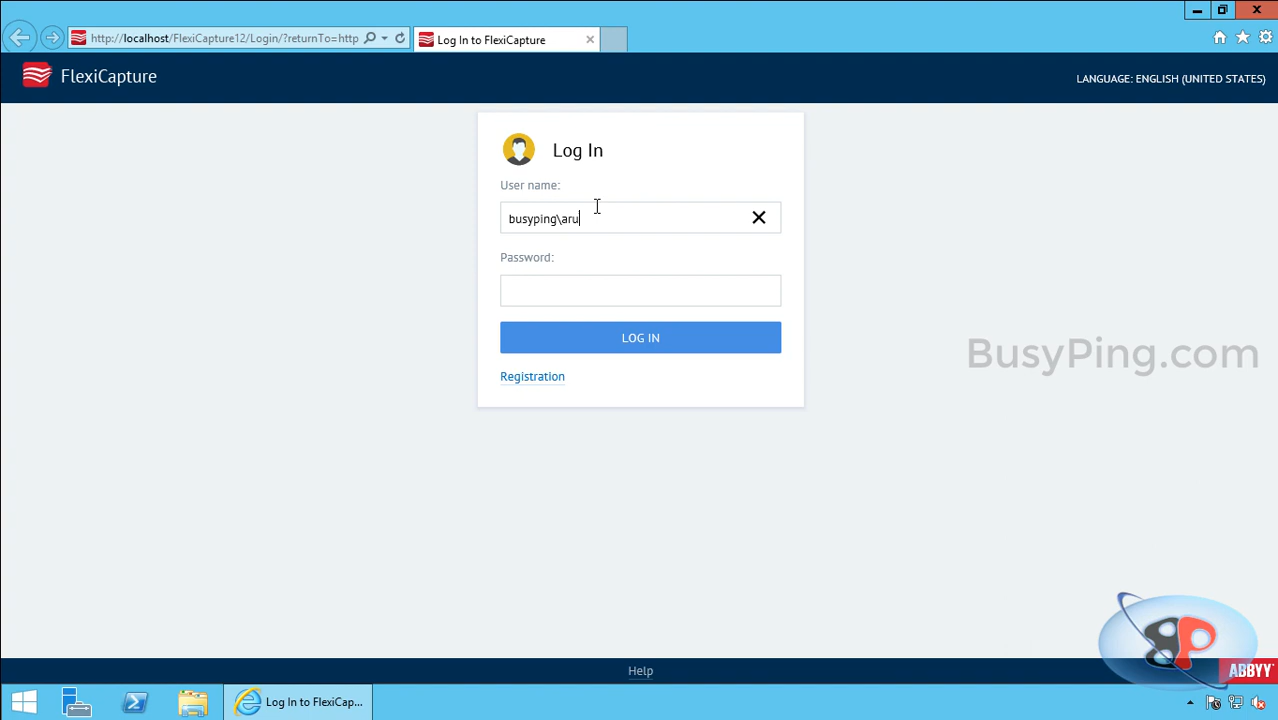 http://localhost/FlexiCapture12/Login/?returnTo=http
Log In to FlexiCapture
FlexiCapture
LANGUAGE: ENGLISH (UNITED STATES)
Log In
User name:
busyping\aru
Password:
LOG IN
BusyPing.com
Registration
Help
BP
ABBYY
Log In to FlexiCap...